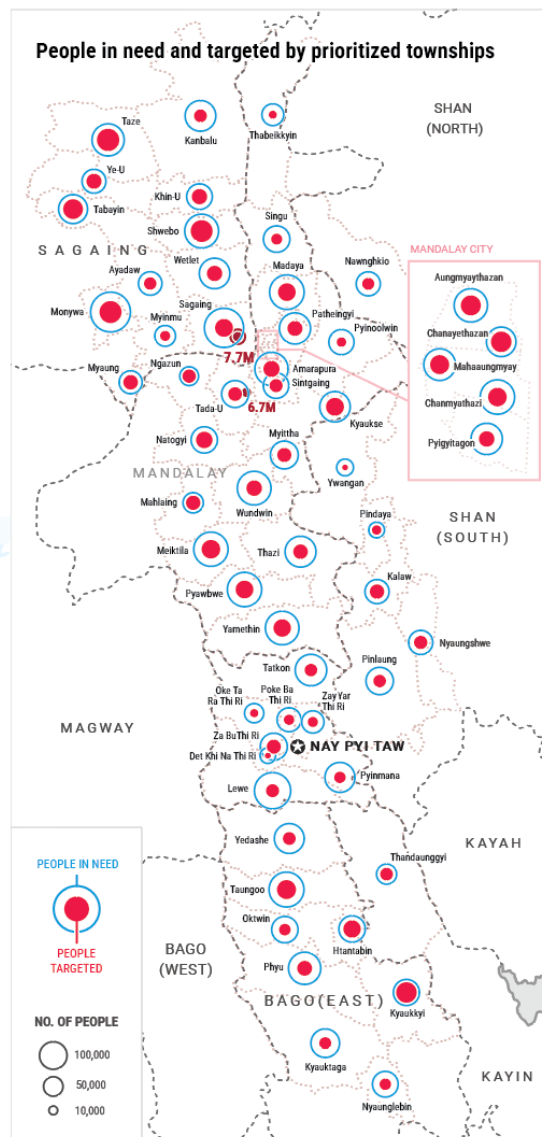 People in need and targeted by prioritized townships
SHAN
(NORTH)
Taze
Kanbalu
Thabeikkyin
Ye-U
Tabayin
Khin-U
Shwebo
Singu
SAGAING
Wetlet
Ayadaw
Madaya
Nawnghkio
MANDALAY CITY
Aungmyaythazan
Chanayethazan
Mahaaungmyay
Chanmyathazi
Pyigyitagon
Monywa
Myinmu
Sagaing
Patheingyi
Pyinoolwin
7.7M
Myaung
Ngazun
Amarapura
Sintgaing
Tada-U
6.7M
Kyaukse
Natogyi
Myittha
MANDALAY
Ywangan
Mahlaing
Wundwin
Pindaya
SHAN
(SOUTH)
Meiktila
Thazi
Kalaw
Pyawbwe
Yamethin
Nyaungshwe
Tatkon
Pinlaung
Oke Ta
Ra Thi Ri
Poke Ba
Thi Ri
Zay Yar
Thi Ri
MAGWAY
Za Bu Thi Ri
NAY PYI TAW
Det Khi Na Thi Ri
Lewe
Pyinmana
Yedashe
KAYAH
Thandaunggyi
Taungoo
Oktwin
Htantabin
BAGO
(WEST)
Phyu
BAGO(EAST)
Kyaukkyi
Kyauktaga
Nyaunglebin
KAYIN
PEOPLE IN NEED
PEOPLE
TARGETED
NO. OF PEOPLE
100,000
50,000
10,000